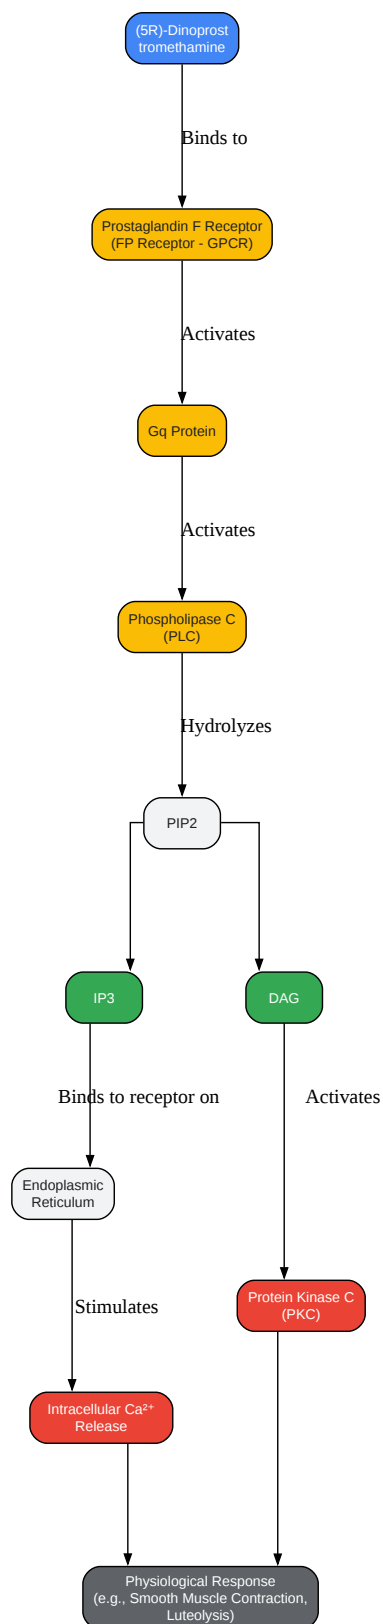 (5R)-Dinoprost
tromethamine
Binds to
Prostaglandin F Receptor
(FP Receptor - GPCR)
Activates
Gq Protein
Activates
Phospholipase C
(PLC)
Hydrolyzes
PIP2
IP3
DAG
Binds to receptor on
Activates
Endoplasmic
Reticulum
Stimulates
Protein Kinase C
(PKC)
Intracellular Ca²⁺
Release
Physiological Response
(e.g., Smooth Muscle Contraction,
Luteolysis)